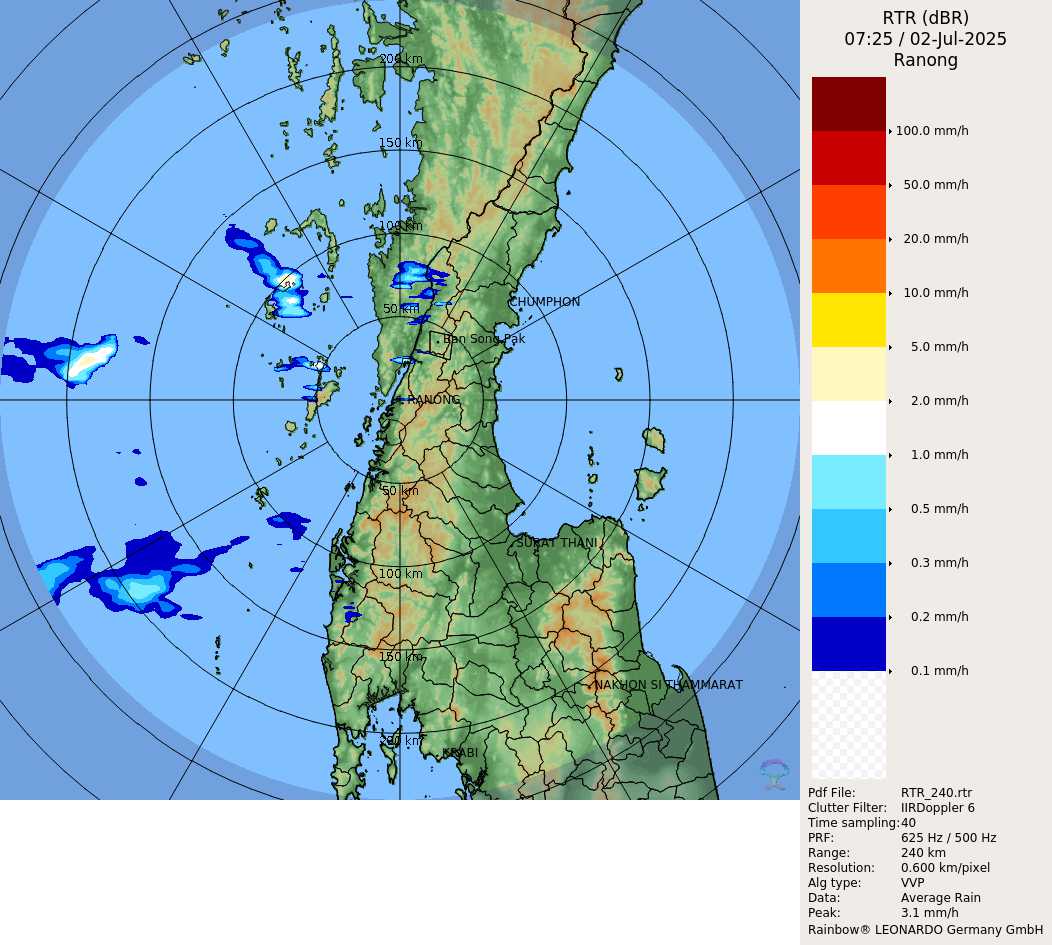 RTR (dBR)
07:25 / 02-Jul-2025
Ranong
200 km
150 km
100 km
50 km
CHUMPHON
Ban Song Pak
RANONG
50 km
SURAT THANI
100 km
150 km
NAKHON SI THAMMARAT
200 km
KRABI
100.0 mm/h
50.0 mm/h
20.0 mm/h
10.0 mm/h
5.0 mm/h
2.0 mm/h
1.0 mm/h
0.5 mm/h
0.3 mm/h
0.2 mm/h
0.1 mm/h
Pdf File: RTR_240.rtr
Clutter Filter: IIRDoppler 6
Time sampling:40
PRF: 625 Hz / 500 Hz
Range: 240 km
Resolution: 0.600 km/pixel
Alg type: VVP
Data: Average Rain
Peak: 3.1 mm/h
Rainbow® LEONARDO Germany GmbH